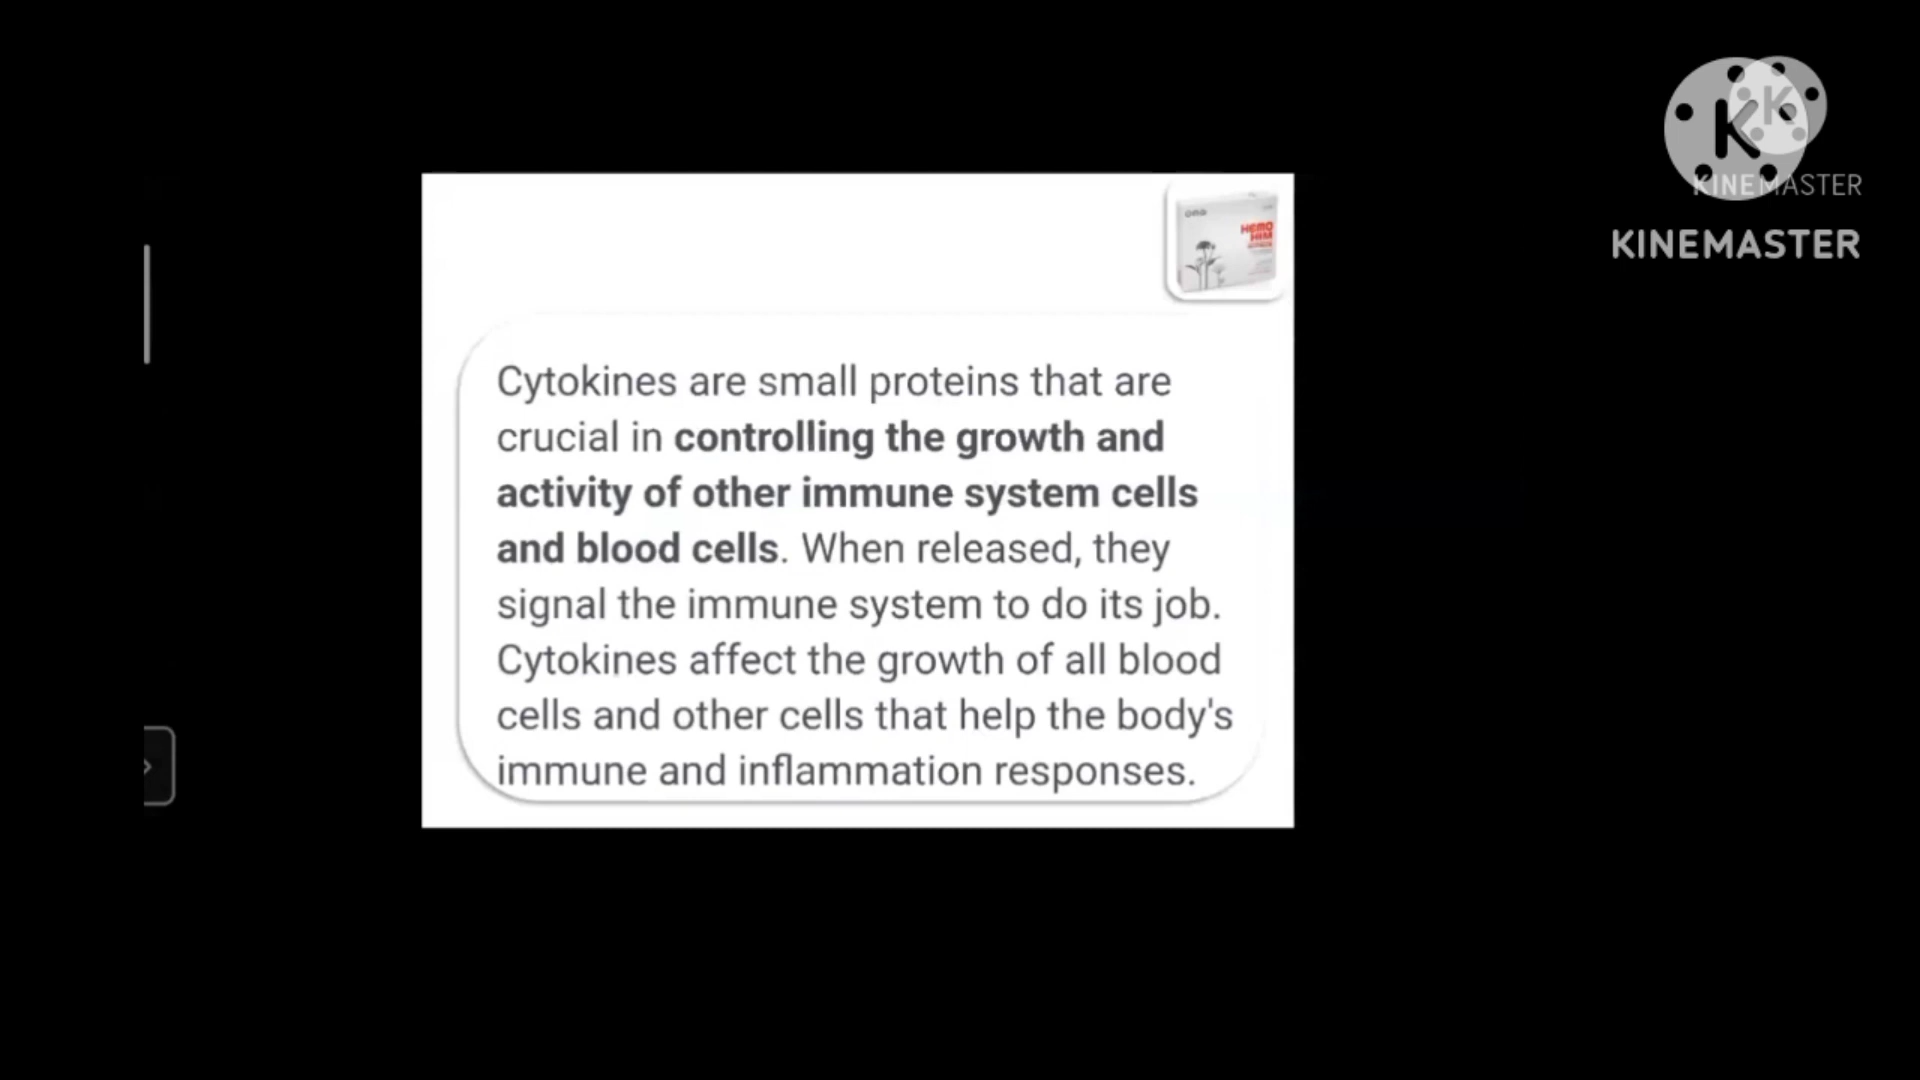 KINEMASTER
KINEMASTER
HEMO
HIM
Cytokines are small proteins that are
crucial in controlling the growth and
activity of other immune system cells
and blood cells. When released, they
signal the immune system to do its job.
Cytokines affect the growth of all blood
cells and other cells that help the body's
immune and inflammation responses.